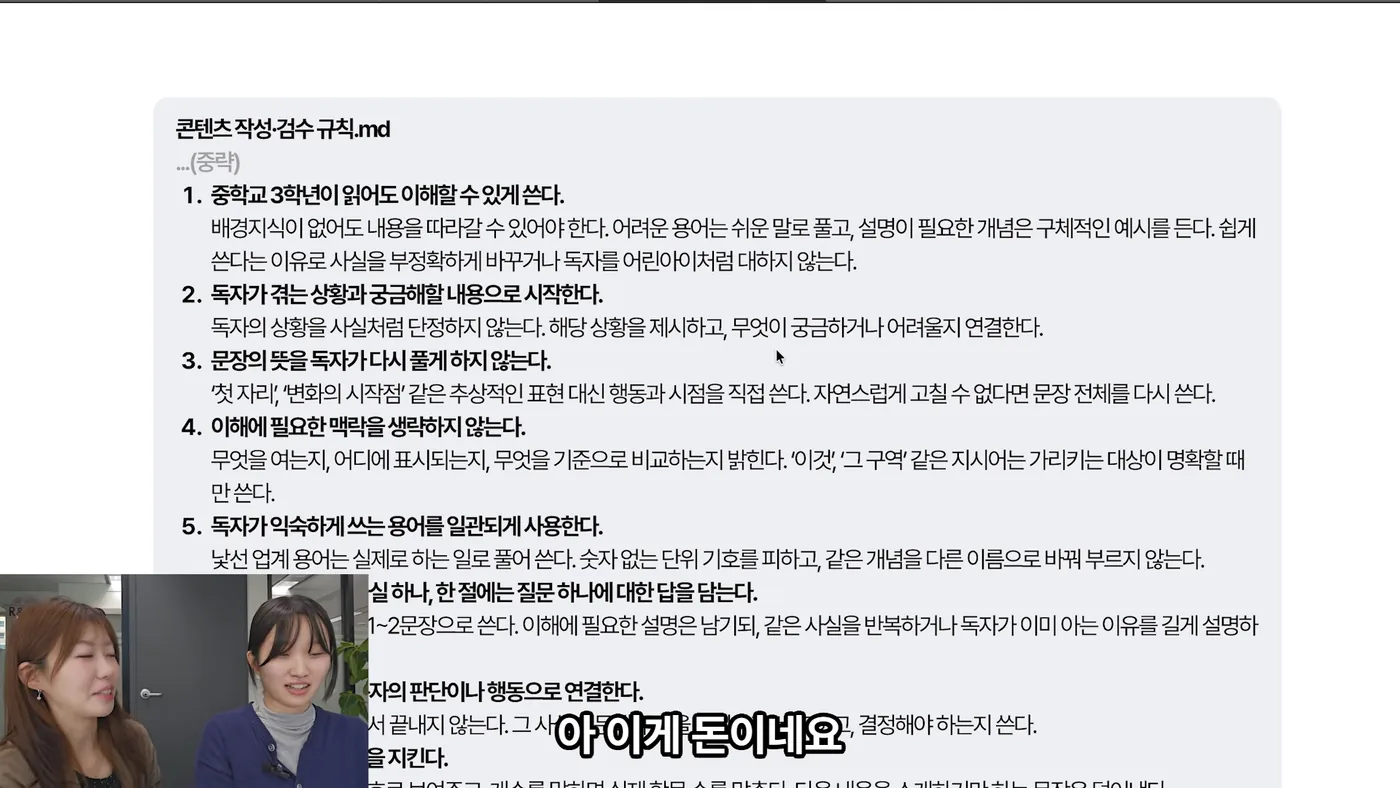 콘텐츠 작성·검수 규칙.md
...(중략)
1. 중학교 3학년이 읽어도 이해할 수 있게 쓴다.
배경지식이 없어도 내용을 따라갈 수 있어야 한다. 어려운 용어는 쉬운 말로 풀고, 설명이 필요한 개념은 구체적인 예시를 든다. 쉽게
쓴다는 이유로 사실을 부정확하게 바꾸거나 독자를 어린아이처럼 대하지 않는다.
2. 독자가 겪는 상황과 궁금해할 내용으로 시작한다.
독자의 상황을 사실처럼 단정하지 않는다. 해당 상황을 제시하고, 무엇이 궁금하거나 어려울지 연결한다.
3. 문장의 뜻을 독자가 다시 풀게 하지 않는다.
‘첫 자리’, ‘변화의 시작점’ 같은 추상적인 표현 대신 행동과 시점을 직접 쓴다. 자연스럽게 고칠 수 없다면 문장 전체를 다시 쓴다.
4. 이해에 필요한 맥락을 생략하지 않는다.
무엇을 여는지, 어디에 표시되는지, 무엇을 기준으로 비교하는지 밝힌다. ‘이것’, ‘그 구역’ 같은 지시어는 가리키는 대상이 명확할 때
만 쓴다.
5. 독자가 익숙하게 쓰는 용어를 일관되게 사용한다.
낯선 업계 용어는 실제로 하는 일로 풀어 쓴다. 숫자 없는 단위 기호를 피하고, 같은 개념을 다른 이름으로 바꿔 부르지 않는다.
실 하나, 한 절에는 질문 하나에 대한 답을 담는다.
1~2문장으로 쓴다. 이해에 필요한 설명은 남기되, 같은 사실을 반복하거나 독자가 이미 아는 이유를 길게 설명하
자의 판단이나 행동으로 연결한다.
서 끝내지 않는다. 그 결정해야 하는지 쓴다.
아 이게 돈이네요
을 지킨다.